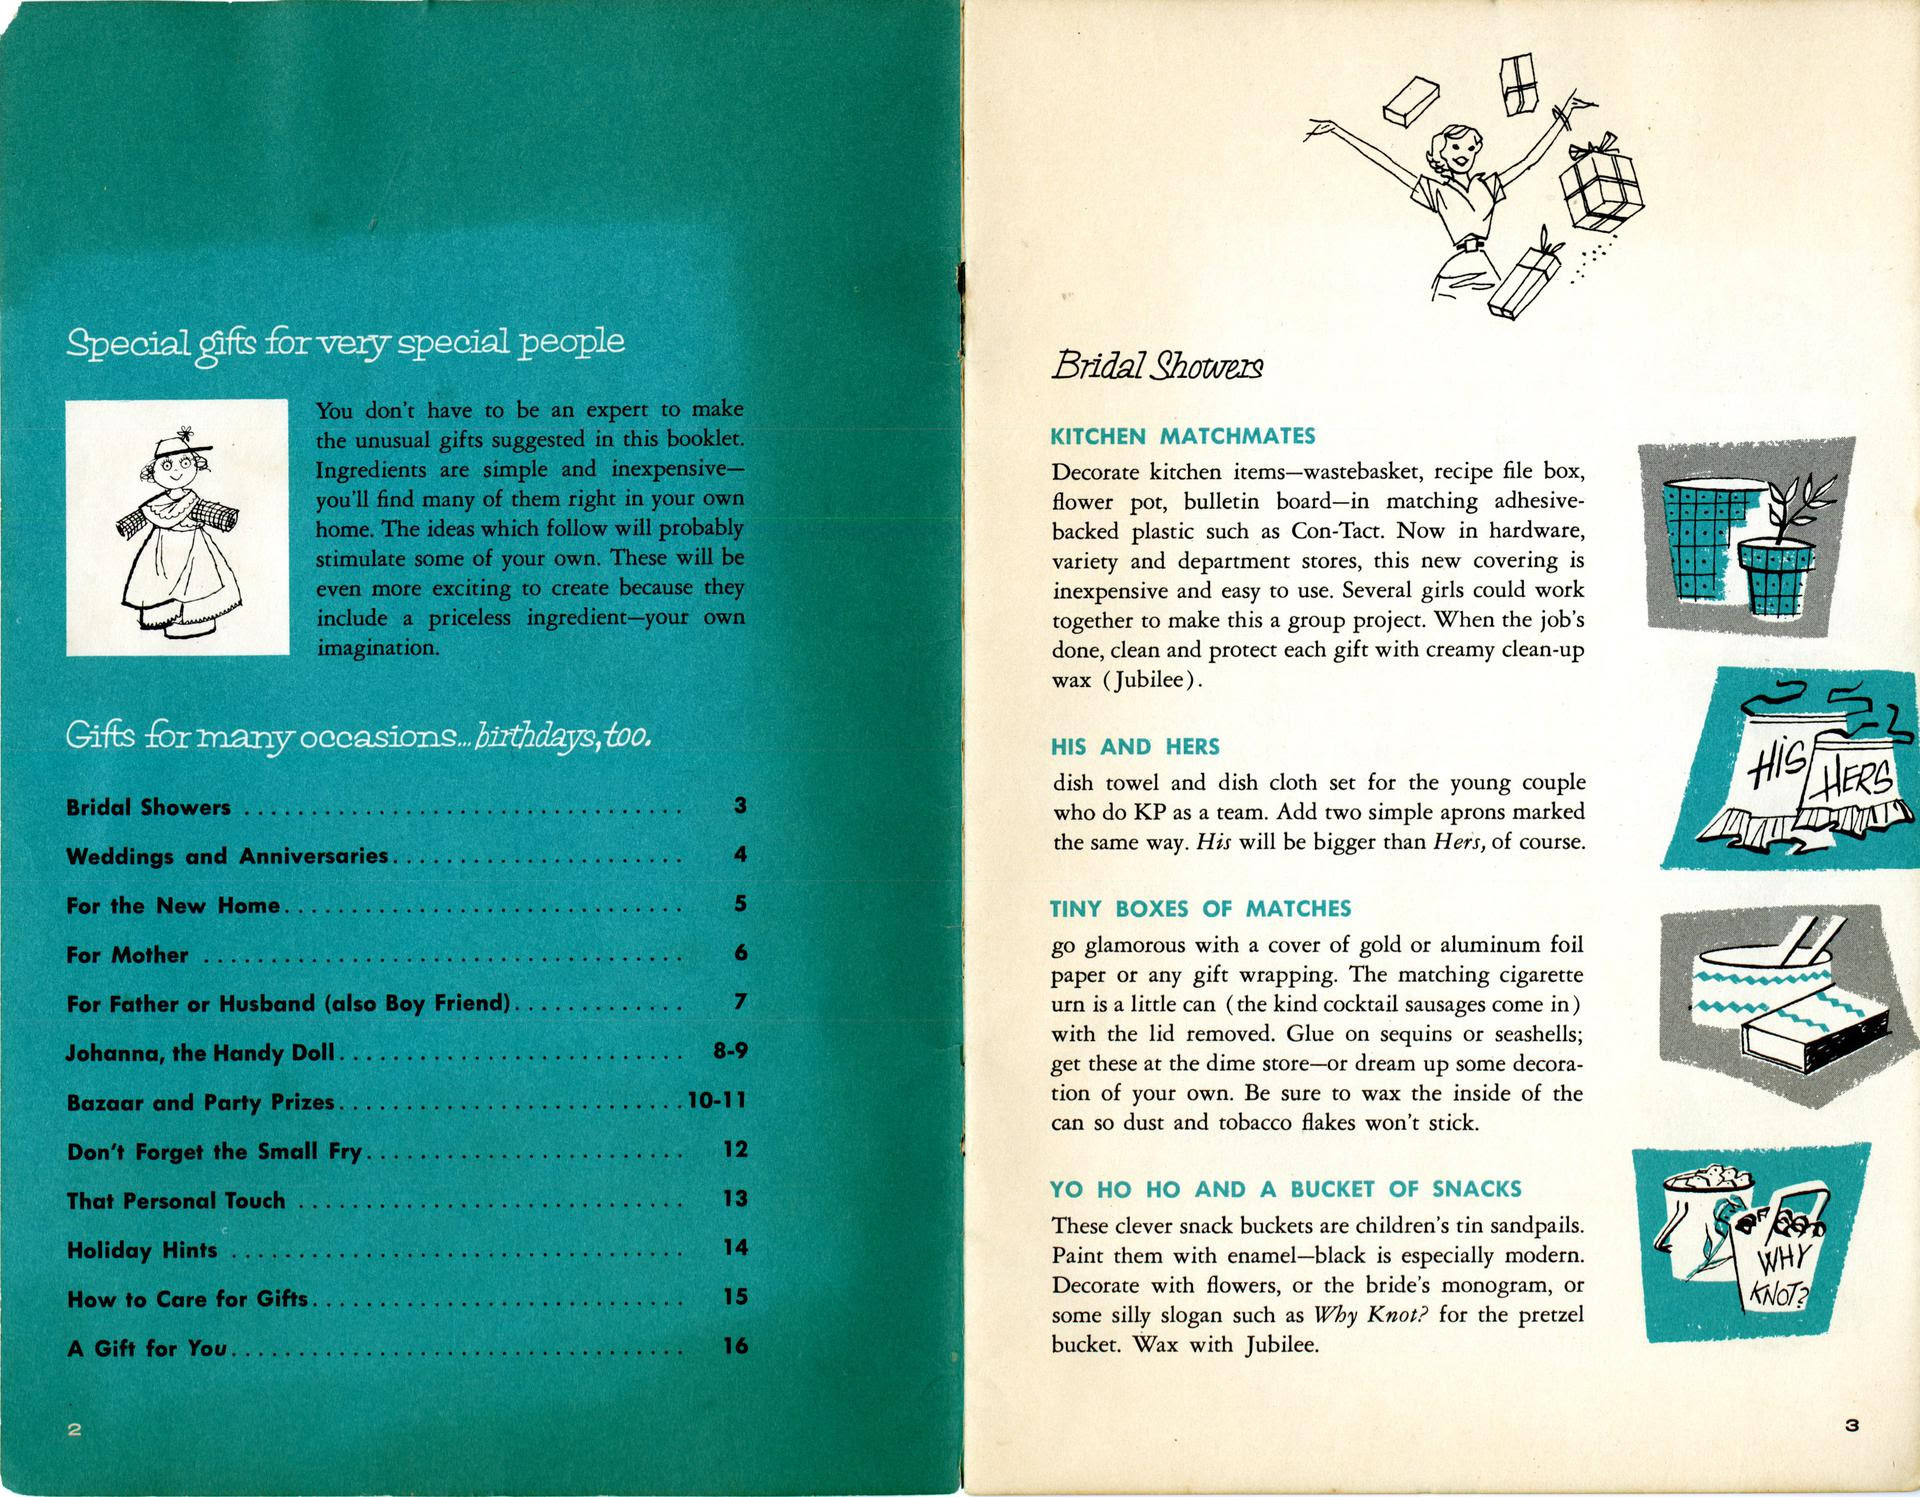 Special gifts for very special people
You don't have to be an expert to make
the unusual gifts suggested in this booklet.
Ingredients are simple and inexpensive—
you'll find many of them right in your own
home. The ideas which follow will probably
stimulate some of your own. These will be
even more exciting to create because they
include a priceless ingredient—your own
imagination.
Gifts for many occasions... birthdays, too.
Bridal Showers ................................. 3
Weddings and Anniversaries...................... 4
For the New Home.............................. 5
For Mother .................................... 6
For Father or Husband (also Boy Friend)............. 7
Johanna, the Handy Doll.......................... 8-9
Bazaar and Party Prizes..........................10-11
Don't Forget the Small Fry........................ 12
That Personal Touch ............................. 13
Holiday Hints .................................. 14
How to Care for Gifts............................ 15
A Gift for You.................................. 16
2
Bridal Showers
KITCHEN MATCHMATES
Decorate kitchen items—wastebasket, recipe file box,
flower pot, bulletin board—in matching adhesive-
backed plastic such as Con-Tact. Now in hardware,
variety and department stores, this new covering is
inexpensive and easy to use. Several girls could work
together to make this a group project. When the job's
done, clean and protect each gift with creamy clean-up
wax (Jubilee).
HIS AND HERS
dish towel and dish cloth set for the young couple
who do KP as a team. Add two simple aprons marked
the same way. His will be bigger than Hers, of course.
HIS
HERS
TINY BOXES OF MATCHES
go glamorous with a cover of gold or aluminum foil
paper or any gift wrapping. The matching cigarette
urn is a little can (the kind cocktail sausages come in)
with the lid removed. Glue on sequins or seashells;
get these at the dime store—or dream up some decora-
tion of your own. Be sure to wax the inside of the
can so dust and tobacco flakes won't stick.
YO HO HO AND A BUCKET OF SNACKS
These clever snack buckets are children's tin sandpails.
Paint them with enamel—black is especially modern.
Decorate with flowers, or the bride's monogram, or
some silly slogan such as Why Knot? for the pretzel
bucket. Wax with Jubilee.
WHY
KNOT?
3